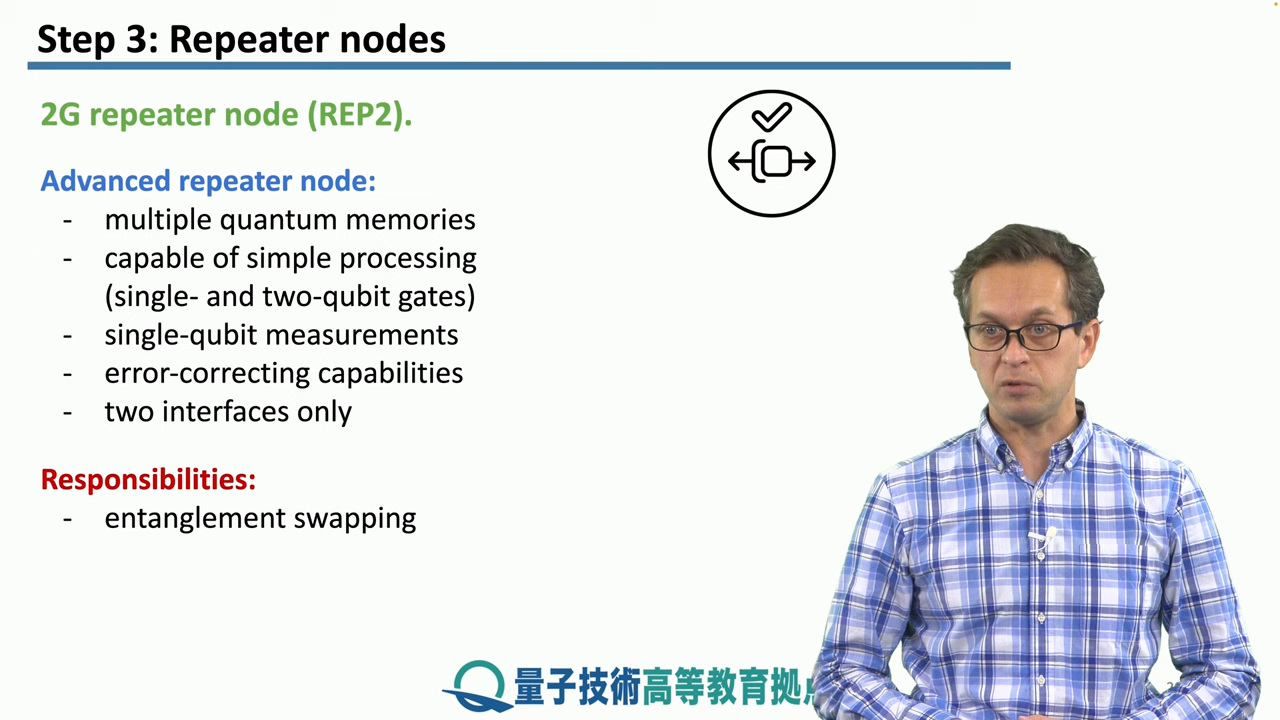 Step 3: Repeater nodes
2G repeater node (REP2).
Advanced repeater node:
- multiple quantum memories
- capable of simple processing
(single- and two-qubit gates)
- single-qubit measurements
- error-correcting capabilities
- two interfaces only
Responsibilities:
- entanglement swapping
量子技術高等教育拠